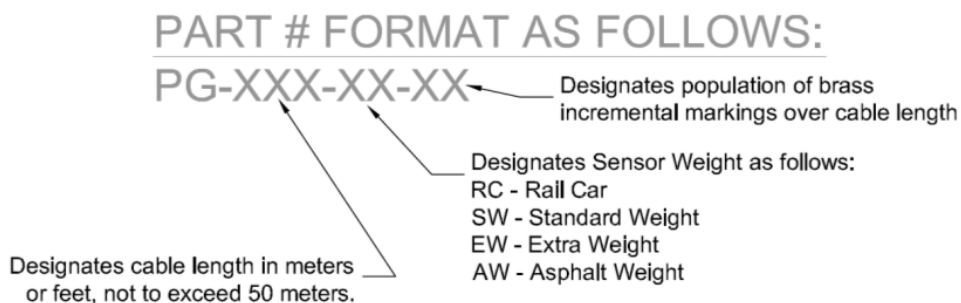 PART # FORMAT AS FOLLOWS:
PG-XXX-XX-XX
Designates population of brass
incremental markings over cable length
Designates Sensor Weight as follows:
RC - Rail Car
SW - Standard Weight
EW - Extra Weight
AW - Asphalt Weight
Designates cable length in meters
or feet, not to exceed 50 meters.